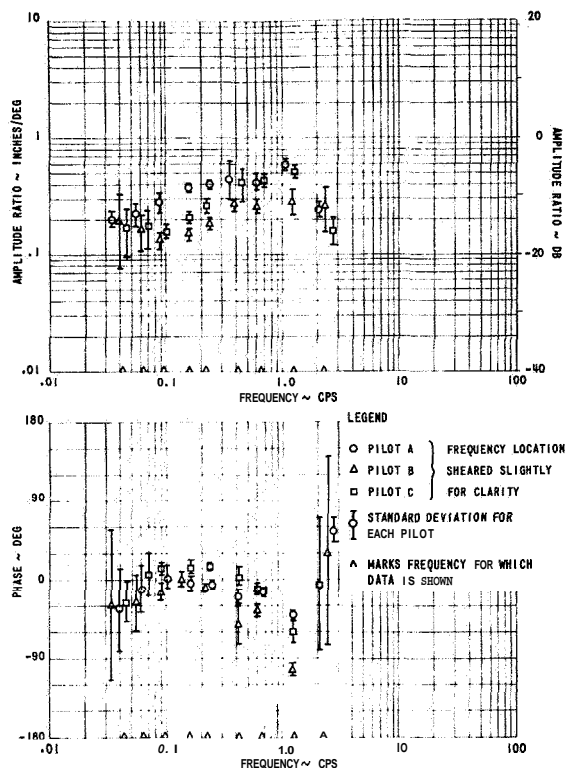 10
20
1
0
.1
-20
.01
-40
AMPLITUDE RATIO ~ INCHES/DEG
AMPLITUDE RATIO ~ DB
.01
0.1
1.0
10
100
FREQUENCY ~ CPS
LEGEND
PILOT A
PILOT B
PILOT C
FREQUENCY LOCATION
SHEARED SLIGHTLY
FOR CLARITY
STANDARD DEVIATION FOR
EACH PILOT
MARKS FREQUENCY FOR WHICH
DATA IS SHOWN
180
90
0
-90
-180
PHASE ~ DEG
.01
0.1
1.0
10
100
FREQUENCY ~ CPS